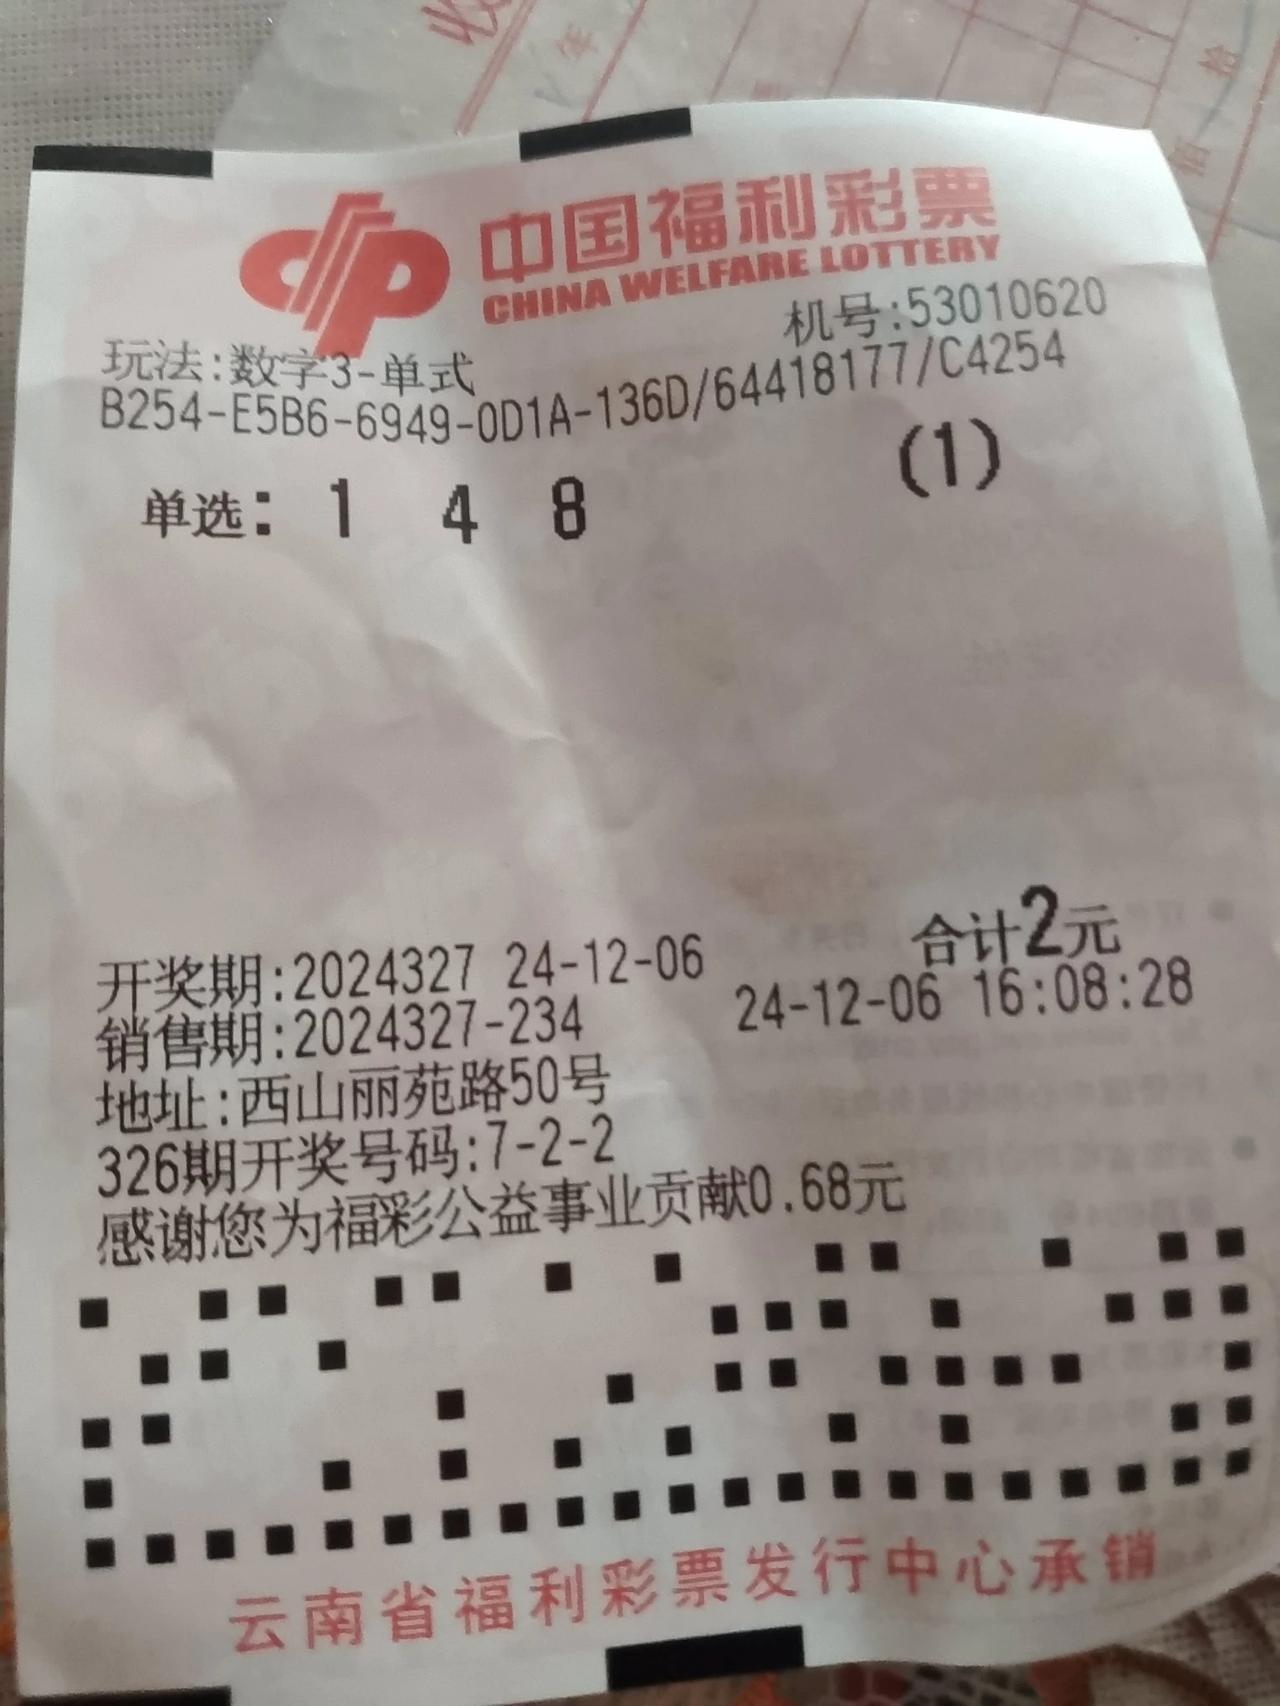 中国福利彩票
CHINA WELFARE LOTTERY
机号:53010620
玩法:数字3-单式
B254-E5B6-6949-0D1A-136D/64418177/C4254
(1)
单选: 1 4 8
合计2元
开奖期:2024327 24-12-06
销售期:2024327-234 24-12-06 16:08:28
地址:西山丽苑路50号
326期开奖号码:7-2-2
感谢您为福彩公益事业贡献0.68元
云南省福利彩票发行中心承销